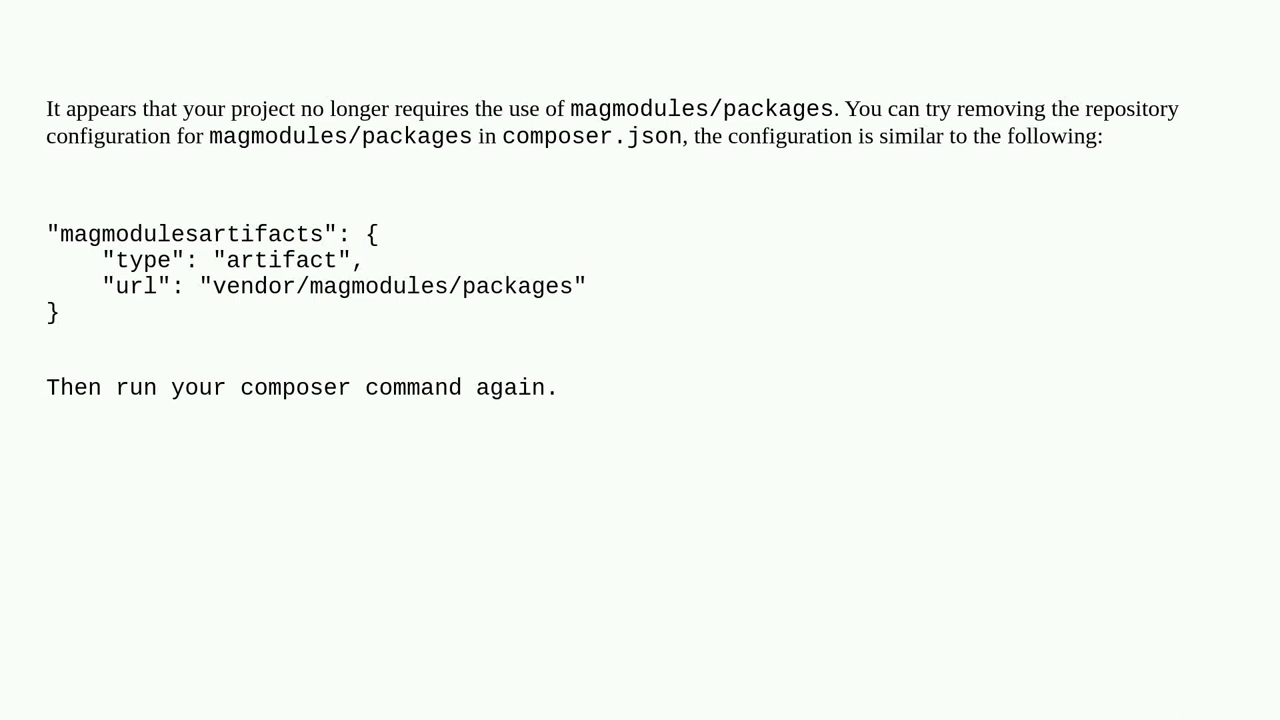 It appears that your project no longer requires the use of magmodules/packages. You can try removing the repository
configuration for magmodules/packages in composer.json, the configuration is similar to the following:
"magmodulesartifacts": {
    "type": "artifact",
    "url": "vendor/magmodules/packages"
}
Then run your composer command again.